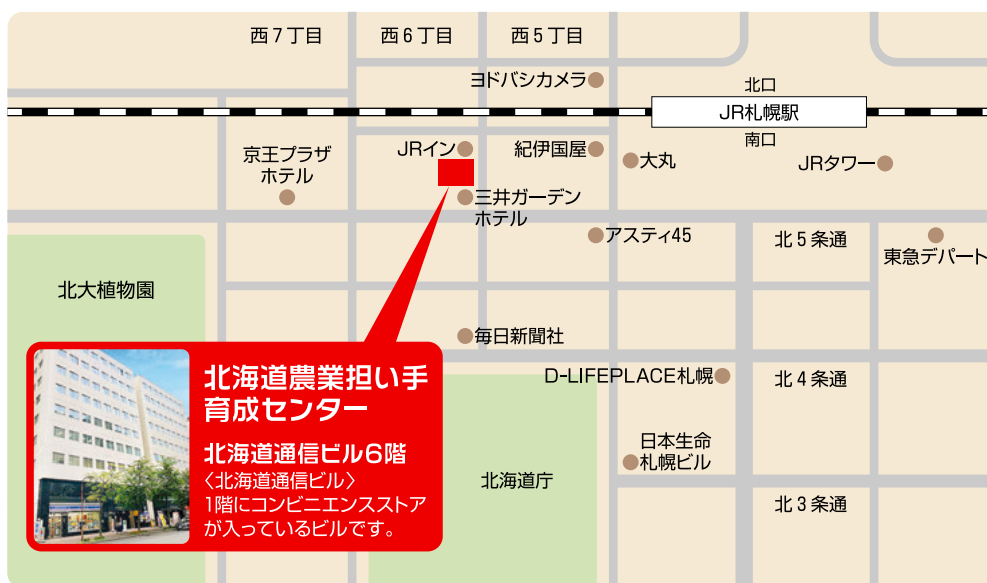 西7丁目
西6丁目
西5丁目
ヨドバシカメラ
北口
JR札幌駅
南口
京王プラザ
ホテル
JRイン
紀伊国屋
大丸
JRタワー
三井ガーデン
ホテル
アスティ45
北5条通
東急デパート
北大植物園
毎日新聞社
D-LIFEPLACE札幌
北4条通
北海道農業担い手
育成センター
北海道通信ビル6階
〈北海道通信ビル〉
1階にコンビニエンスストア
が入っているビルです。
北海道庁
日本生命
札幌ビル
北3条通